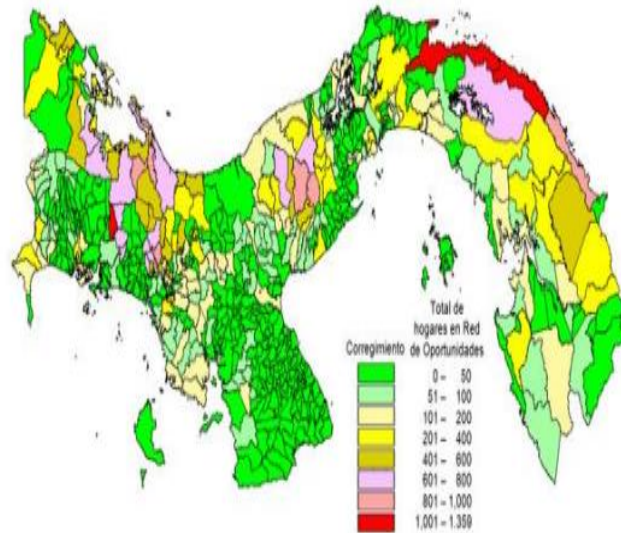 Total de
hogares en Red
Corregimiento de Oportunidades
0 – 50
51 – 100
101 – 200
201 – 400
401 – 600
601 – 800
801 – 1,000
1,001 – 1.359